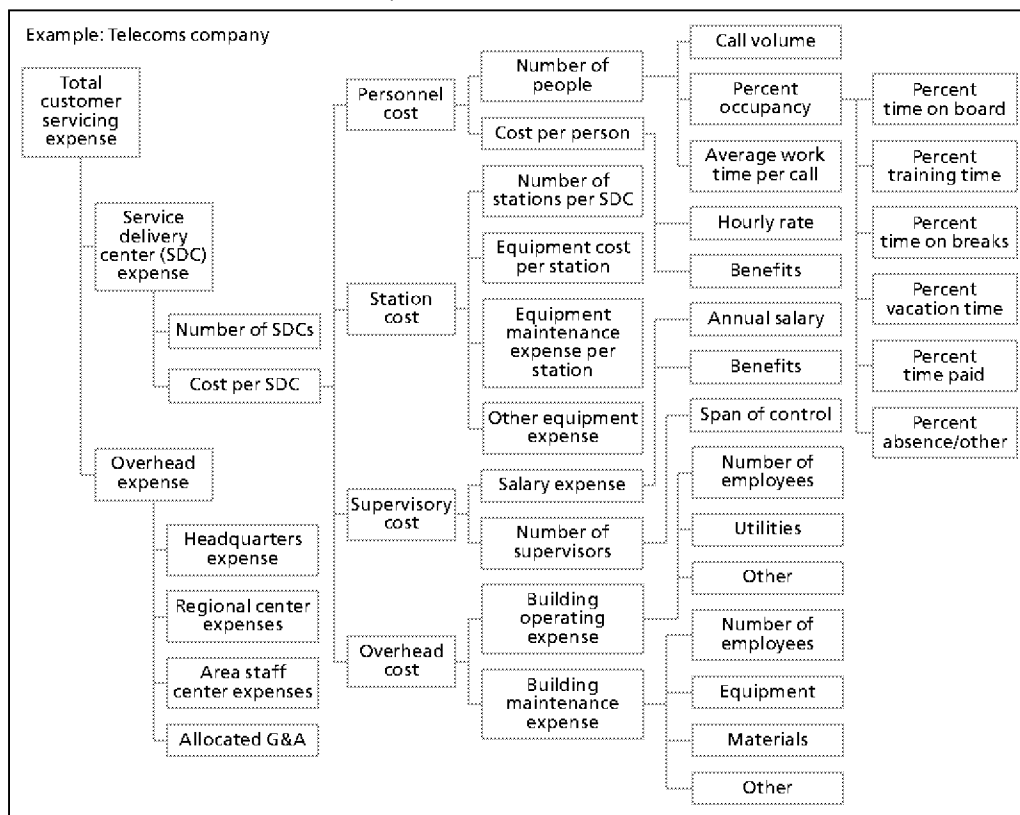 Example: Telecoms company
Total
customer
servicing
expense
Service
delivery
center (SDC)
expense
Number of SDCs
Cost per SDC
Overhead
expense
Headquarters
expense
Regional center
expenses
Area staff
center expenses
Allocated G&A
Personnel
cost
Station
cost
Supervisory
cost
Overhead
cost
Number of
people
Cost per person
Number of
stations per SDC
Equipment cost
per station
Equipment
maintenance
expense per
station
Other equipment
expense
Salary expense
Number of
supervisors
Building
operating
expense
Building
maintenance
expense
Call volume
Percent
occupancy
Average work
time per call
Hourly rate
Benefits
Annual salary
Benefits
Span of control
Number of
employees
Utilities
Other
Number of
employees
Equipment
Materials
Other
Percent
time on board
Percent
training time
Percent
time on breaks
Percent
vacation time
Percent
time paid
Percent
absence/other